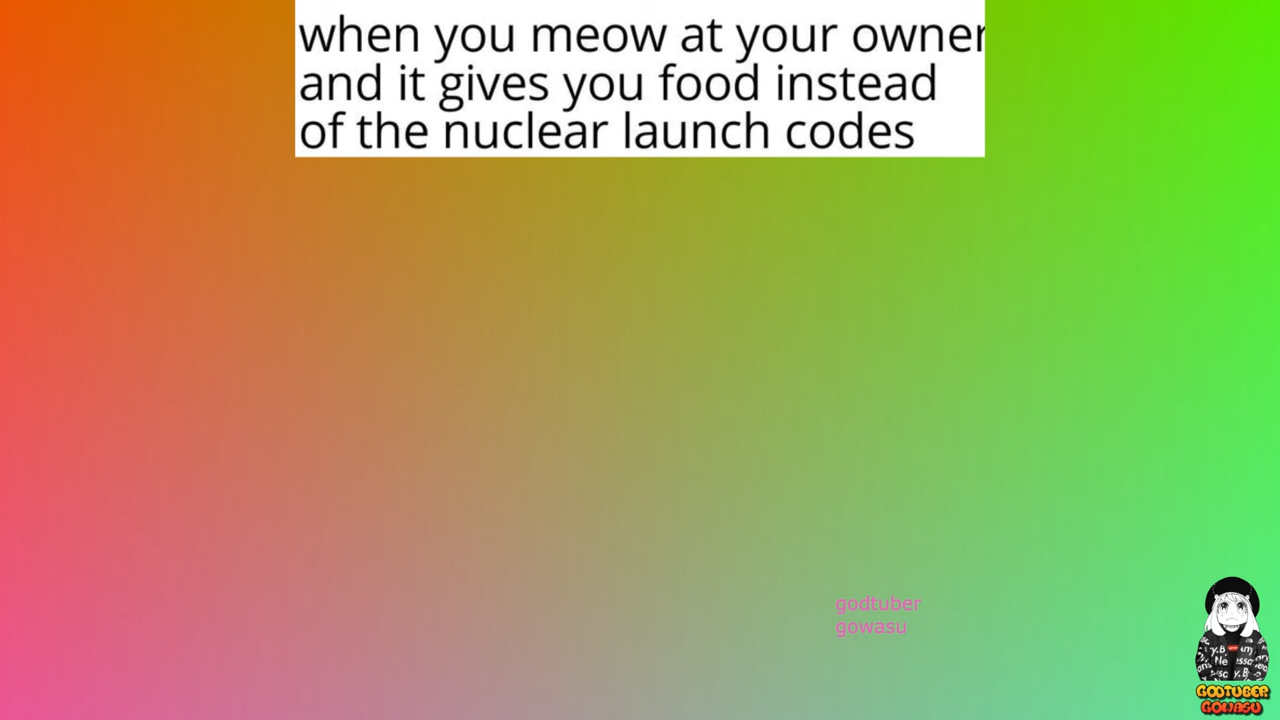 when you meow at your owner
and it gives you food instead
of the nuclear launch codes
godtuber
gowasu
GODTUBER
GOWASU